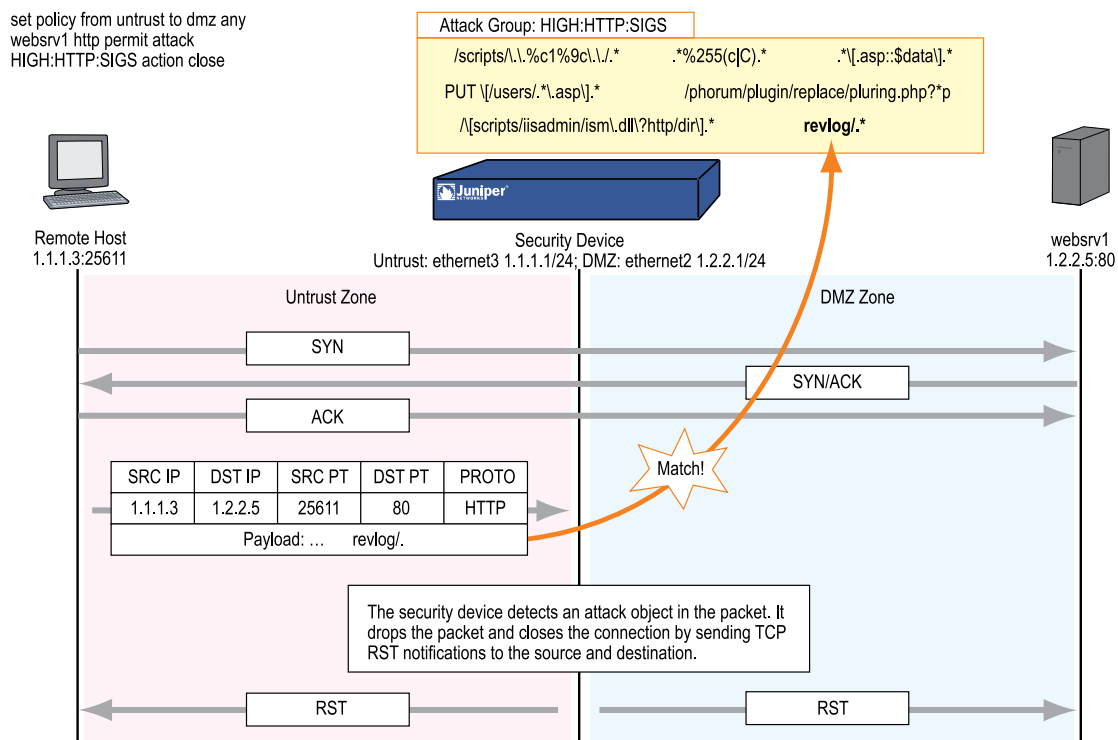 set policy from untrust to dmz any
websrv1 http permit attack
HIGH:HTTP:SIGS action close
Attack Group: HIGH:HTTP:SIGS
/scripts/\.\.%c1%9c\.\./.* .*%255(c|C).* .*\[.asp::$data\].*
PUT \[/users/.*\.asp\].* /phorum/plugin/replace/pluring.php?*p
/\[scripts/iisadmin/ism\.dll\?http/dir\].* revlog/.*
Juniper
NETWORKS
Remote Host
1.1.1.3:25611
Security Device
Untrust: ethernet3 1.1.1.1/24; DMZ: ethernet2 1.2.2.1/24
websrv1
1.2.2.5:80
Untrust Zone
DMZ Zone
SYN
SYN/ACK
ACK
Match!
SRC IP DST IP SRC PT DST PT PROTO
1.1.1.3 1.2.2.5 25611 80 HTTP
Payload: … revlog/.
The security device detects an attack object in the packet. It
drops the packet and closes the connection by sending TCP
RST notifications to the source and destination.
RST
RST